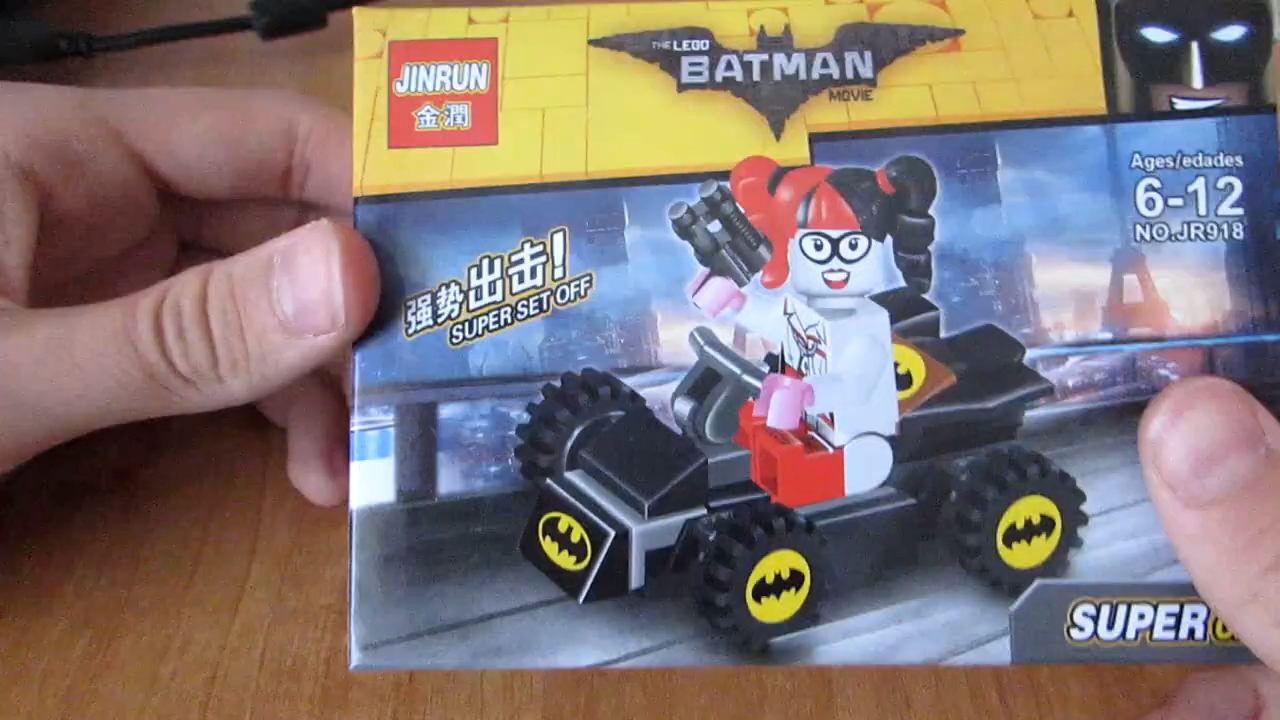 JINRUN
金潤
THE LEGO
BATMAN
MOVIE
Ages/edades
6-12
NO.JR918
强势出击!
SUPER SET OFF
SUPER